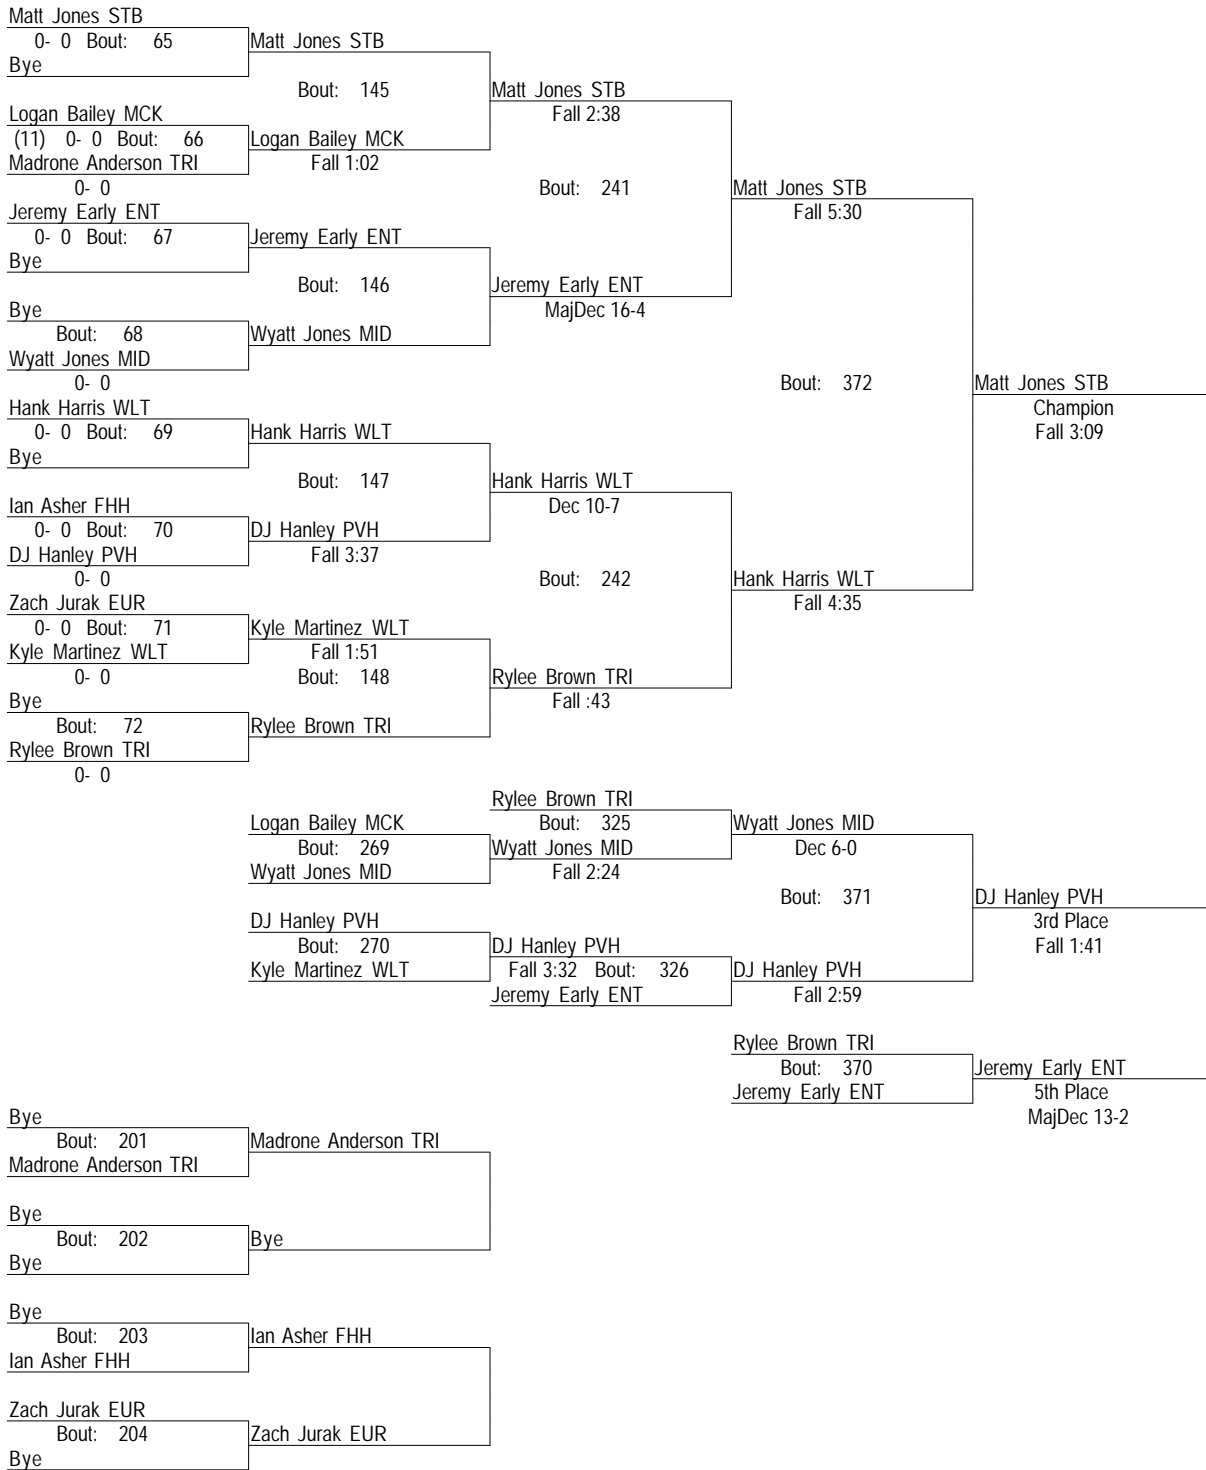 Matt Jones STB
0- 0 Bout: 65
Bye
Matt Jones STB
Bout: 145
Logan Bailey MCK
(11) 0- 0 Bout: 66
Madrone Anderson TRI
0- 0
Logan Bailey MCK
Fall 1:02
Matt Jones STB
Fall 2:38
Bout: 241
Jeremy Early ENT
0- 0 Bout: 67
Bye
Jeremy Early ENT
Bout: 146
Bye
Bout: 68
Wyatt Jones MID
0- 0
Wyatt Jones MID
Jeremy Early ENT
MajDec 16-4
Matt Jones STB
Fall 5:30
Bout: 372
Matt Jones STB
Champion
Fall 3:09
Hank Harris WLT
0- 0 Bout: 69
Bye
Hank Harris WLT
Bout: 147
Ian Asher FHH
0- 0 Bout: 70
DJ Hanley PVH
0- 0
DJ Hanley PVH
Fall 3:37
Hank Harris WLT
Dec 10-7
Bout: 242
Hank Harris WLT
Fall 4:35
Zach Jurak EUR
0- 0 Bout: 71
Kyle Martinez WLT
0- 0
Kyle Martinez WLT
Fall 1:51
Bout: 148
Bye
Bout: 72
Rylee Brown TRI
0- 0
Rylee Brown TRI
Rylee Brown TRI
Fall :43
Logan Bailey MCK
Bout: 269
Wyatt Jones MID
Rylee Brown TRI
Bout: 325
Wyatt Jones MID
Fall 2:24
Wyatt Jones MID
Dec 6-0
Bout: 371
DJ Hanley PVH
3rd Place
Fall 1:41
DJ Hanley PVH
Bout: 270
Kyle Martinez WLT
DJ Hanley PVH
Fall 3:32 Bout: 326
Jeremy Early ENT
DJ Hanley PVH
Fall 2:59
Rylee Brown TRI
Bout: 370
Jeremy Early ENT
Jeremy Early ENT
5th Place
MajDec 13-2
Bye
Bout: 201
Madrone Anderson TRI
Madrone Anderson TRI
Bye
Bout: 202
Bye
Bye
Bye
Bout: 203
Ian Asher FHH
Ian Asher FHH
Zach Jurak EUR
Bout: 204
Bye
Zach Jurak EUR